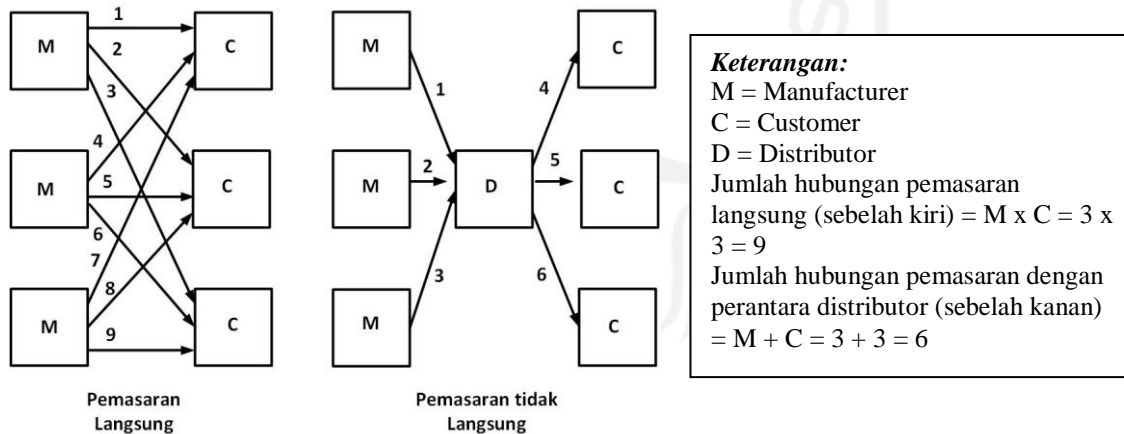 1
M
C
2
3
4
M
5
C
6
7
8
M
9
C
Pemasaran
Langsung
M
C
1
4
M
2
D
5
C
3
6
M
C
Pemasaran tidak
Langsung
Keterangan:
M = Manufacturer
C = Customer
D = Distributor
Jumlah hubungan pemasaran
langsung (sebelah kiri) = M x C = 3 x
3 = 9
Jumlah hubungan pemasaran dengan
perantara distributor (sebelah kanan)
= M + C = 3 + 3 = 6